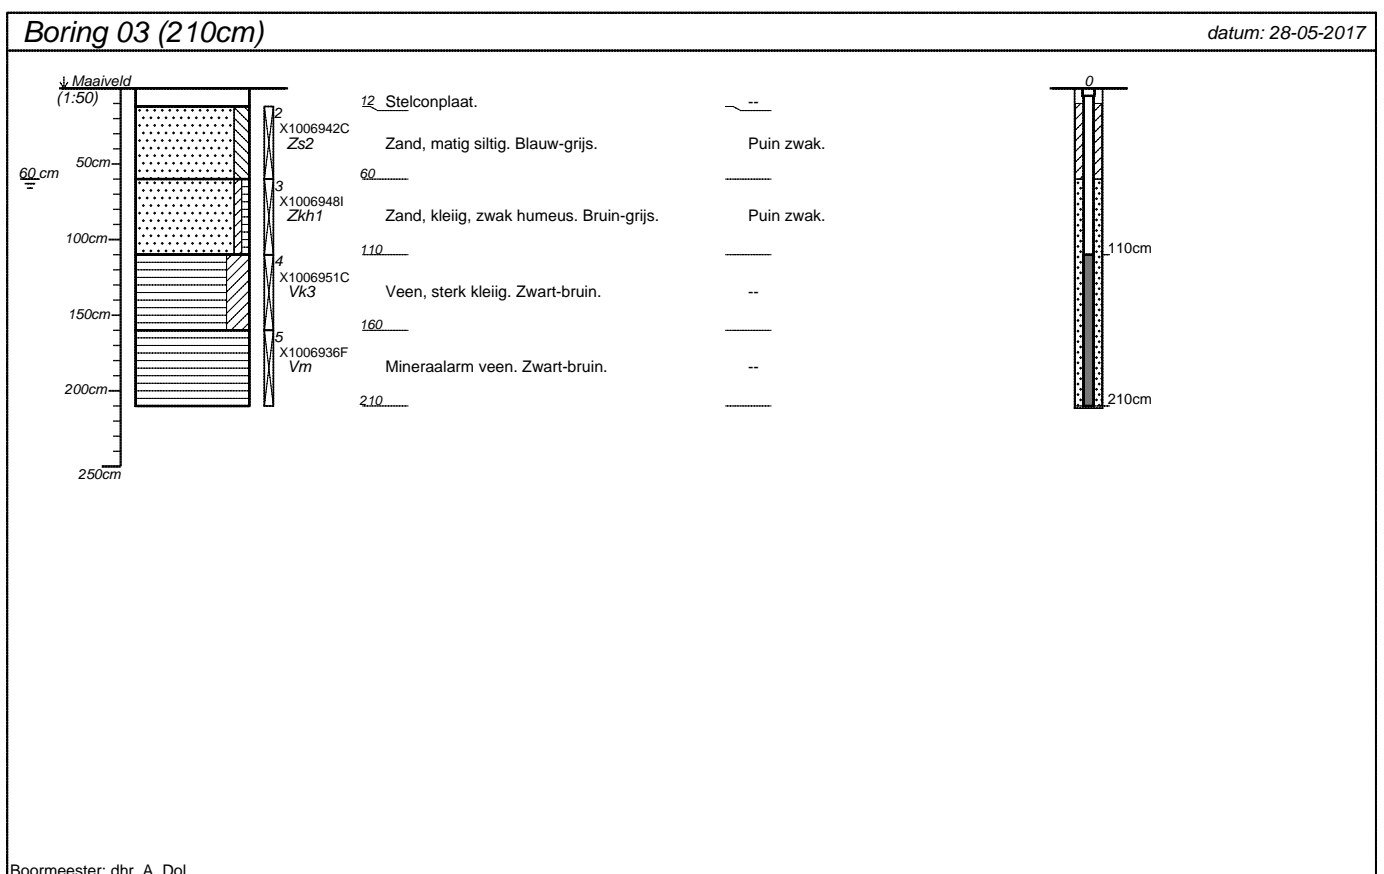 Boring 03 (210cm)
datum: 28-05-2017
Maaiveld
(1:50)
0
12 Stelconplaat. --
2
X1006942C
Zs2 Zand, matig siltig. Blauw-grijs. Puin zwak.
50cm
60 cm
60
3
X1006948I
Zkh1 Zand, kleiig, zwak humeus. Bruin-grijs. Puin zwak.
100cm
110
110cm
4
X1006951C
Vk3 Veen, sterk kleiig. Zwart-bruin. --
150cm
160
5
X1006936F
Vm Mineraalarm veen. Zwart-bruin. --
200cm
210
210cm
250cm
Boormeester: dhr. A. Dol